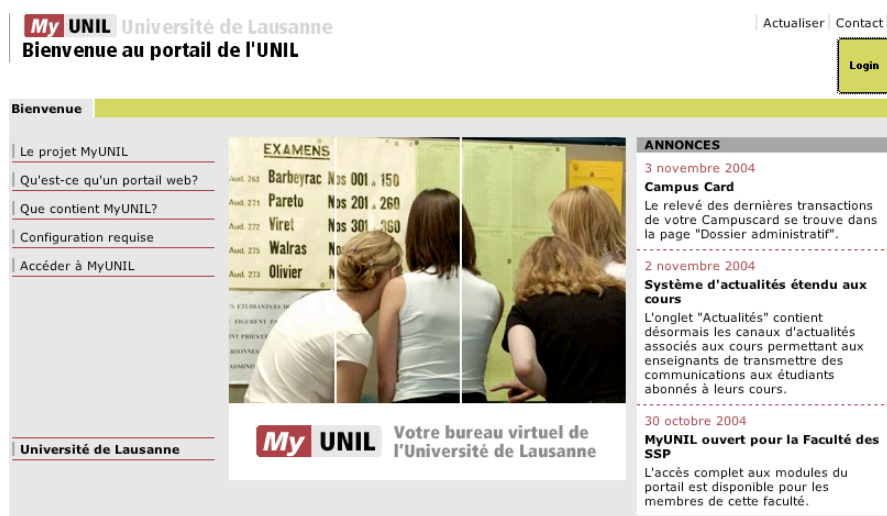 My UNIL Université de Lausanne
Bienvenue au portail de l'UNIL
Actualiser
Contact
Login
Bienvenue
Le projet MyUNIL
Qu'est-ce qu'un portail web?
Que contient MyUNIL?
Configuration requise
Accéder à MyUNIL
Université de Lausanne
EXAMENS
Aud. 263 Barbeyrac Nos 001 à 150
Aud. 271 Pareto Nos 201 à 260
Aud. 272 Viret Nos 301 360
Aud. 275 Walras
Aud. 273 Olivier
My UNIL
Votre bureau virtuel de
l'Université de Lausanne
ANNONCES
3 novembre 2004
Campus Card
Le relevé des dernières transactions
de votre Campuscard se trouve dans
la page "Dossier administratif".
2 novembre 2004
Système d'actualités étendu aux
cours
L'onglet "Actualités" contient
désormais les canaux d'actualités
associés aux cours permettant aux
enseignants de transmettre des
communications aux étudiants
abonnés à leurs cours.
30 octobre 2004
MyUNIL ouvert pour la Faculté des
SSP
L'accès complet aux modules du
portail est disponible pour les
membres de cette faculté.